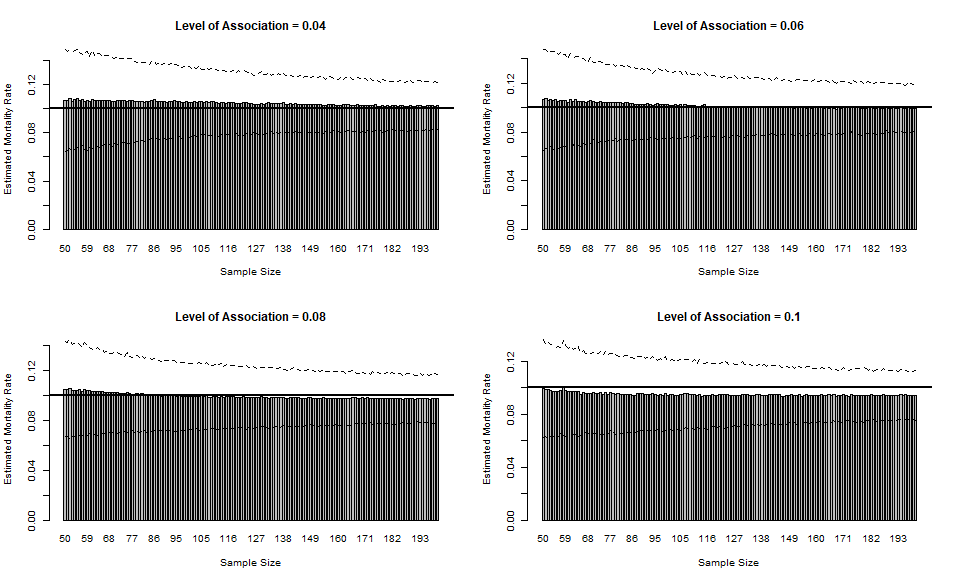 Level of Association = 0.04
Estimated Mortality Rate
0.00 0.04 0.08 0.12
50 59 68 77 86 95 105 116 127 138 149 160 171 182 193
Sample Size
Level of Association = 0.06
Estimated Mortality Rate
0.00 0.04 0.08 0.12
50 59 68 77 86 95 105 116 127 138 149 160 171 182 193
Sample Size
Level of Association = 0.08
Estimated Mortality Rate
0.00 0.04 0.08 0.12
50 59 68 77 86 95 105 116 127 138 149 160 171 182 193
Sample Size
Level of Association = 0.1
Estimated Mortality Rate
0.00 0.04 0.08 0.12
50 59 68 77 86 95 105 116 127 138 149 160 171 182 193
Sample Size